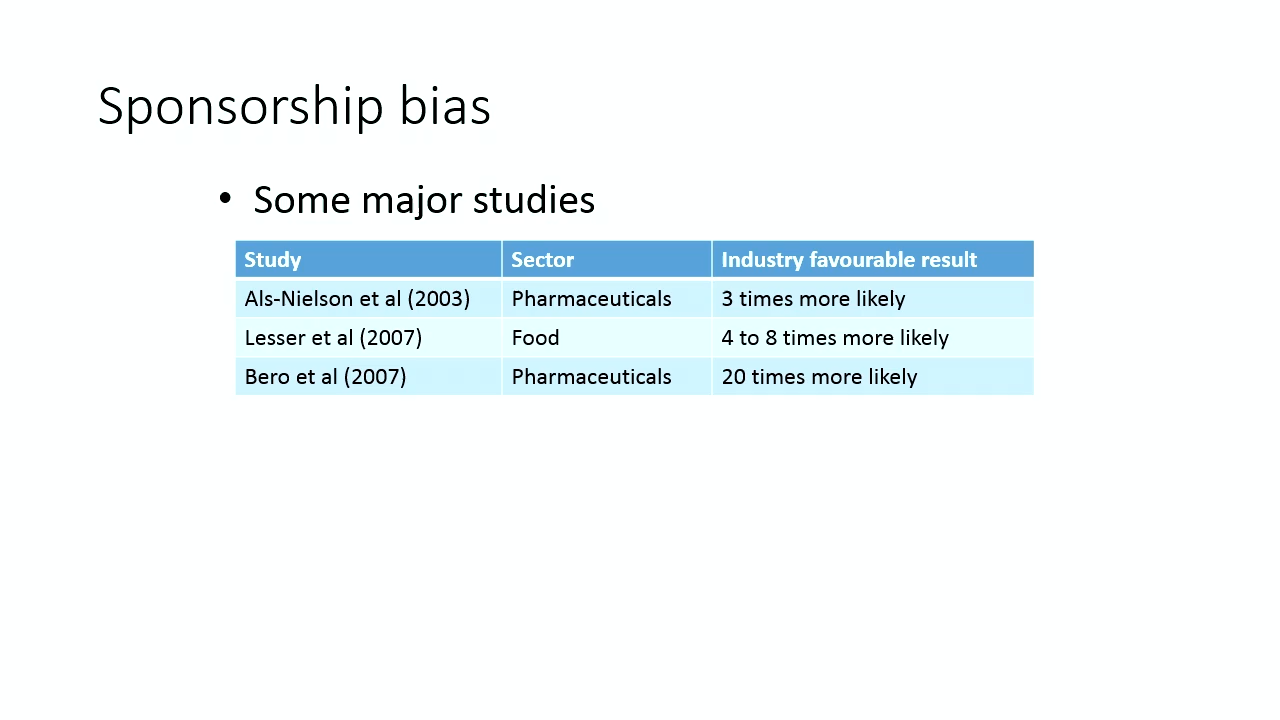 Sponsorship bias
• Some major studies
Study Sector Industry favourable result
Als-Nielson et al (2003) Pharmaceuticals 3 times more likely
Lesser et al (2007) Food 4 to 8 times more likely
Bero et al (2007) Pharmaceuticals 20 times more likely